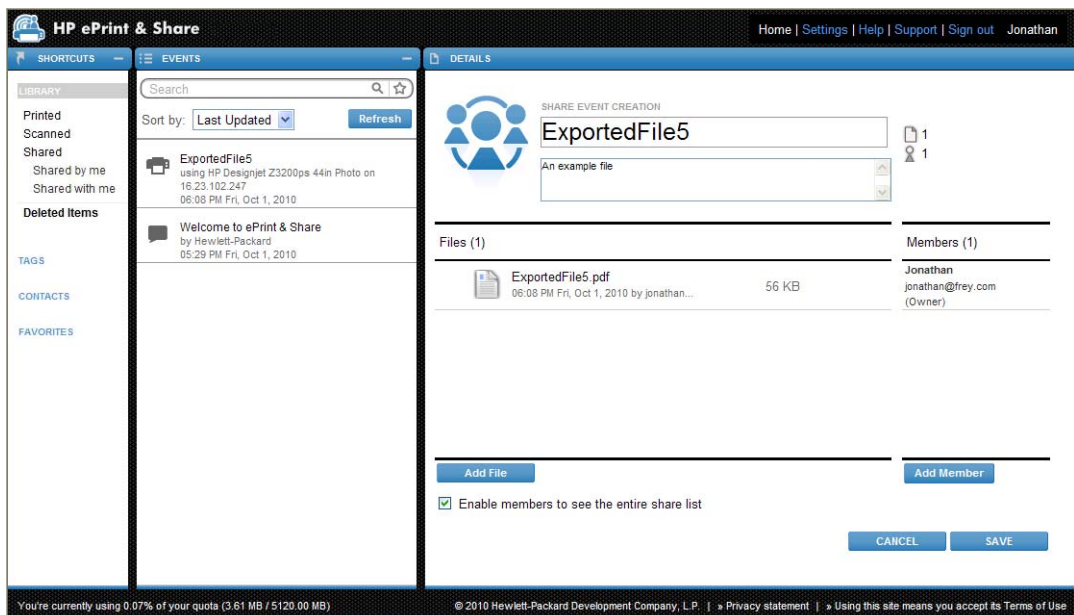 HP ePrint & Share
Home | Settings | Help | Support | Sign out Jonathan
SHORTCUTS
LIBRARY
Printed
Scanned
Shared
Shared by me
Shared with me
Deleted Items
TAGS
CONTACTS
FAVORITES
EVENTS
Search
Sort by: Last Updated Refresh
ExportedFile5
using HP Designjet Z3200ps 44in Photo on
16.23.102.247
06:08 PM Fri, Oct 1, 2010
Welcome to ePrint & Share
by Hewlett-Packard
05:29 PM Fri, Oct 1, 2010
DETAILS
SHARE EVENT CREATION
ExportedFile5
1
An example file
1
Files (1)
ExportedFile5.pdf
06:08 PM Fri, Oct 1, 2010 by jonathan...
56 KB
Members (1)
Jonathan
jonathan@frey.com
(Owner)
Add File
Add Member
Enable members to see the entire share list
CANCEL SAVE
You're currently using 0.07% of your quota (3.61 MB / 5120.00 MB)
© 2010 Hewlett-Packard Development Company, L.P. | » Privacy statement | » Using this site means you accept its Terms of Use